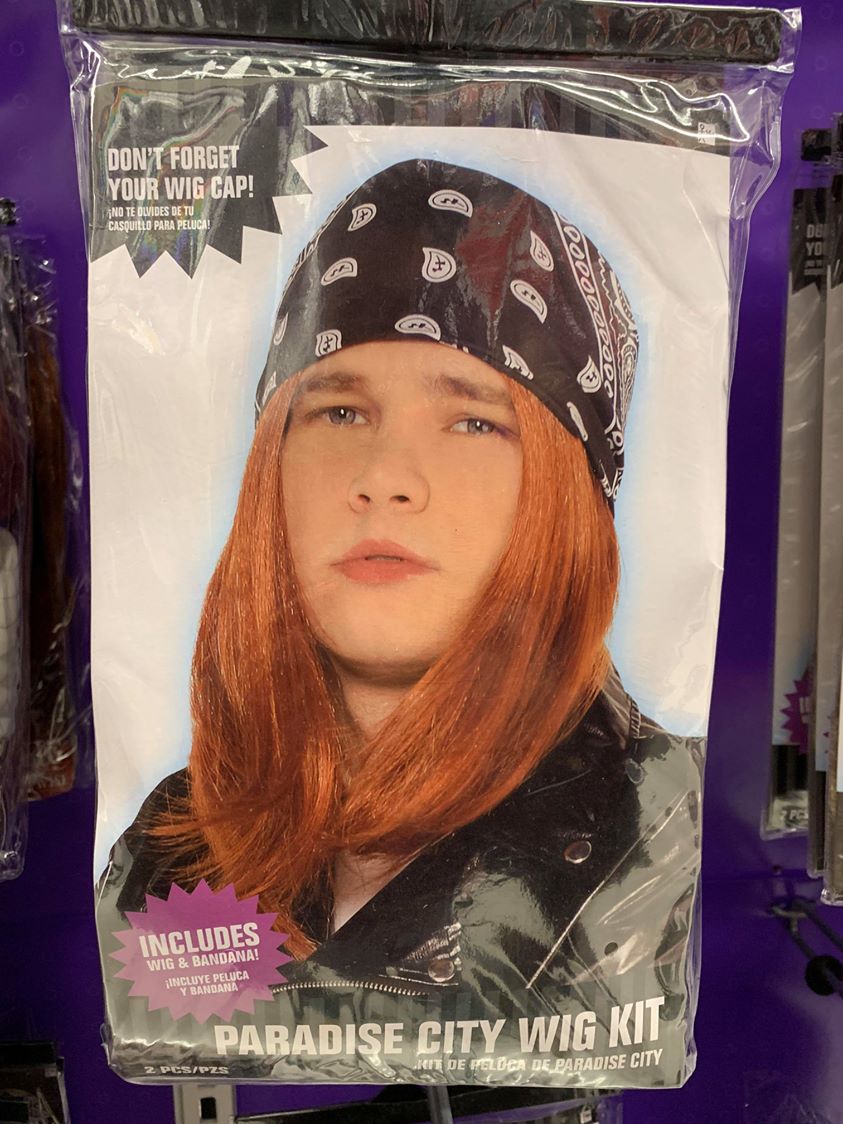 DON'T FORGET
YOUR WIG CAP!
¡NO TE OLVIDES DE TU
CASQUILLO PARA PELUCA!
INCLUDES
WIG & BANDANA!
¡INCLUYE PELUCA
Y BANDANA
PARADISE CITY WIG KIT
KIT DE PELUCA DE PARADISE CITY
2 PCS/PZS